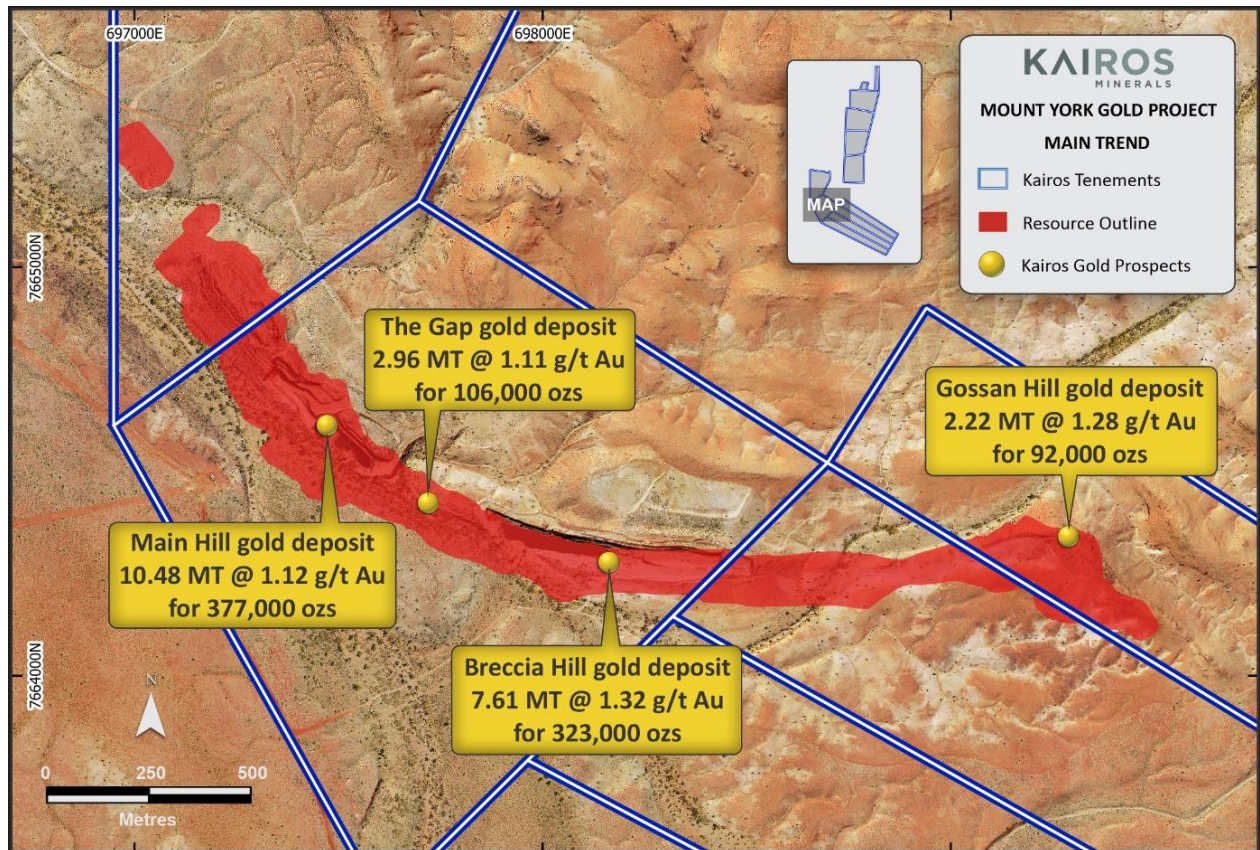 697000E
698000E
7665000N
7664000N
KAIROS
MINERALS
MOUNT YORK GOLD PROJECT
MAIN TREND
Kairos Tenements
Resource Outline
Kairos Gold Prospects
MAP
The Gap gold deposit
2.96 MT @ 1.11 g/t Au
for 106,000 ozs
Gossan Hill gold deposit
2.22 MT @ 1.28 g/t Au
for 92,000 ozs
Main Hill gold deposit
10.48 MT @ 1.12 g/t Au
for 377,000 ozs
Breccia Hill gold deposit
7.61 MT @ 1.32 g/t Au
for 323,000 ozs
N
0 250 500
Metres